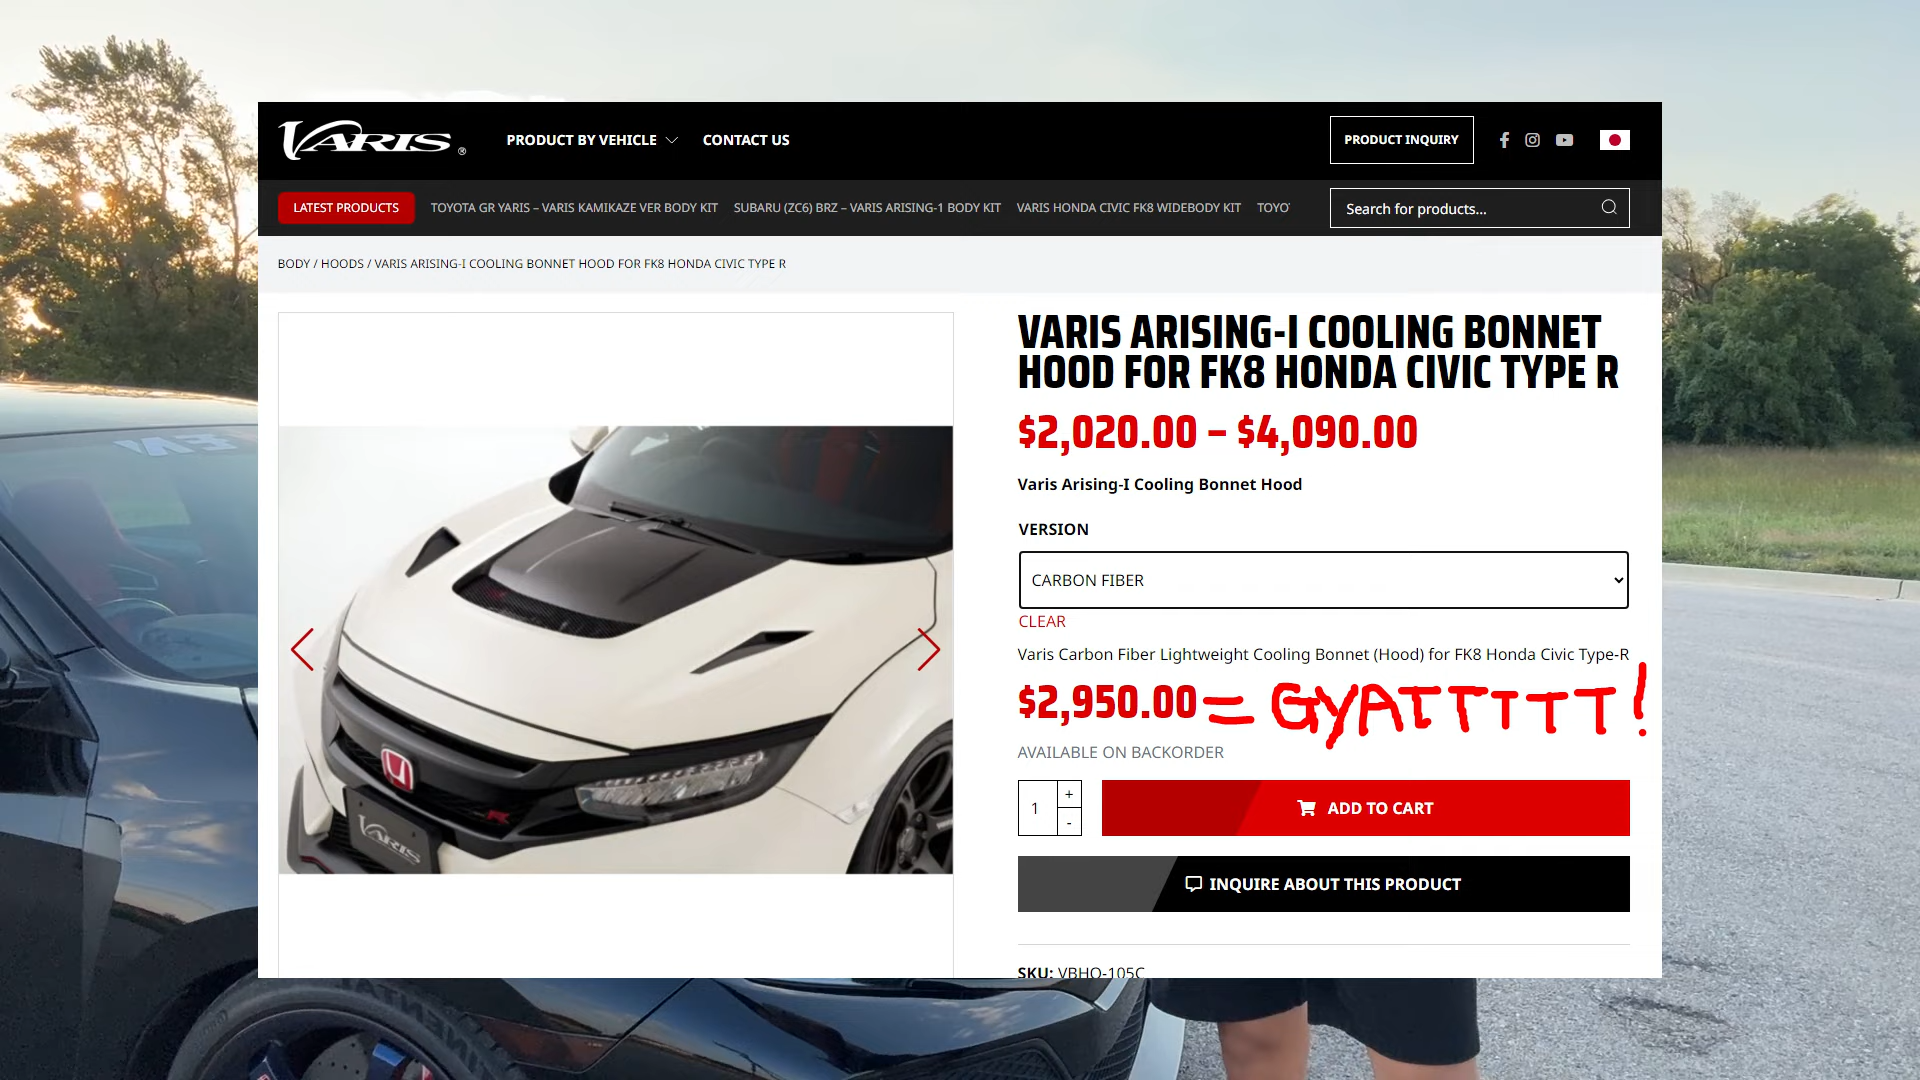 VARIS ®
PRODUCT BY VEHICLE
CONTACT US
PRODUCT INQUIRY
LATEST PRODUCTS
TOYOTA GR YARIS – VARIS KAMIKAZE VER BODY KIT
SUBARU (ZC6) BRZ – VARIS ARISING-1 BODY KIT
VARIS HONDA CIVIC FK8 WIDEBODY KIT
TOYO
Search for products...
BODY / HOODS / VARIS ARISING-I COOLING BONNET HOOD FOR FK8 HONDA CIVIC TYPE R
VARIS ARISING-I COOLING BONNET
HOOD FOR FK8 HONDA CIVIC TYPE R
$2,020.00 – $4,090.00
Varis Arising-I Cooling Bonnet Hood
VERSION
CARBON FIBER
CLEAR
Varis Carbon Fiber Lightweight Cooling Bonnet (Hood) for FK8 Honda Civic Type-R
$2,950.00 = GYATTTTT!
AVAILABLE ON BACKORDER
1
+
-
ADD TO CART
INQUIRE ABOUT THIS PRODUCT
SKU: VBHO-105C
VARIS